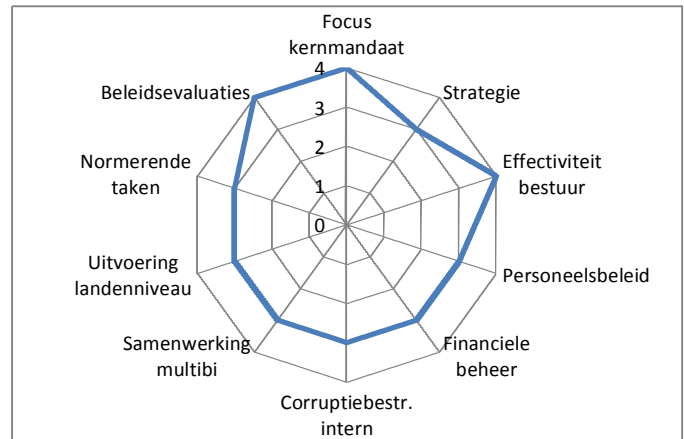 Focus
kernmandaat
Beleidsevaluaties
Strategie
4
3
2
1
0
Normerende
taken
Effectiviteit
bestuur
Uitvoering
landenniveau
Personeelsbeleid
Samenwerking
multibi
Financiele
beheer
Corruptiebestr.
intern